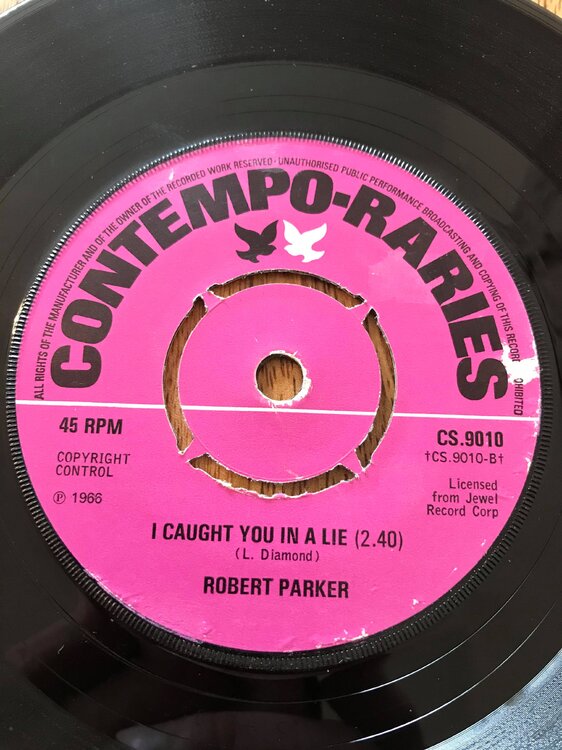 ALL RIGHTS OF THE MANUFACTURER AND OF THE OWNER OF THE RECORDED WORK RESERVED · UNAUTHORISED PUBLIC PERFORMANCE BROADCASTING AND COPYING OF THIS RECORD
CONTEMPO-RARIES
45 RPM
COPYRIGHT
CONTROL
℗ 1966
CS.9010
†CS.9010-B†
Licensed
from Jewel
Record Corp
I CAUGHT YOU IN A LIE (2.40)
(L. Diamond)
ROBERT PARKER